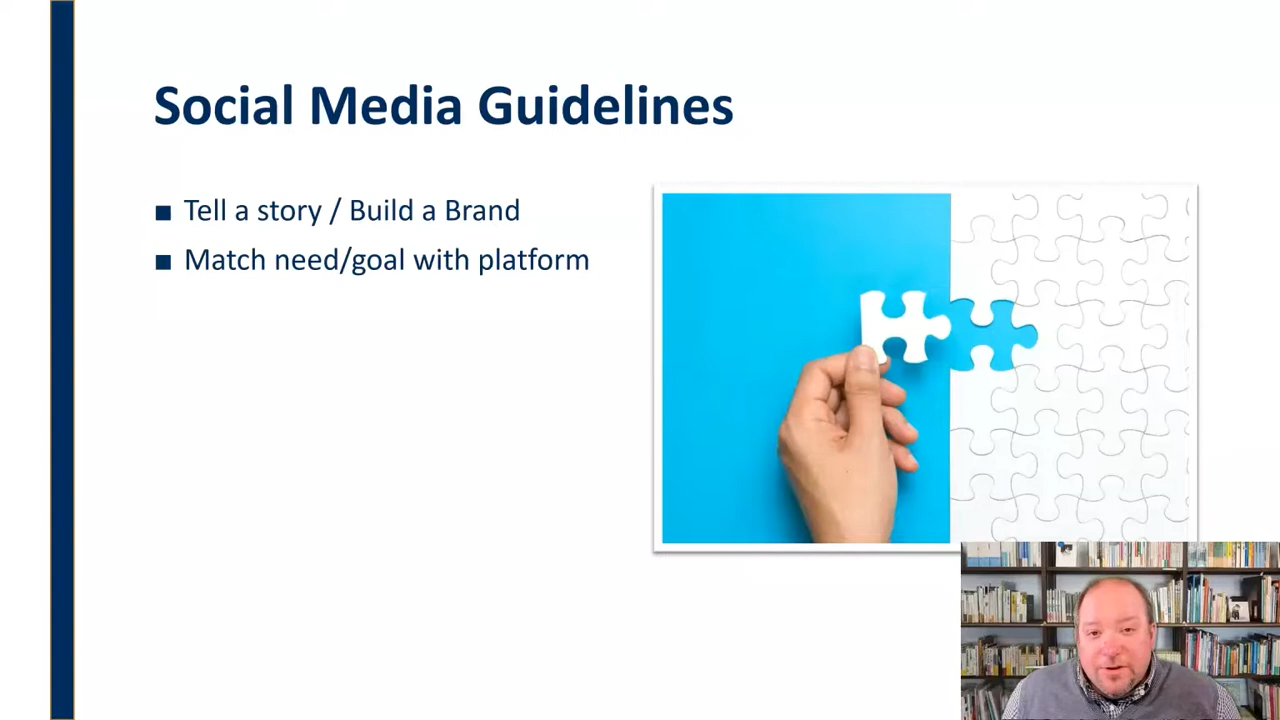 Social Media Guidelines
Tell a story / Build a Brand
Match need/goal with platform